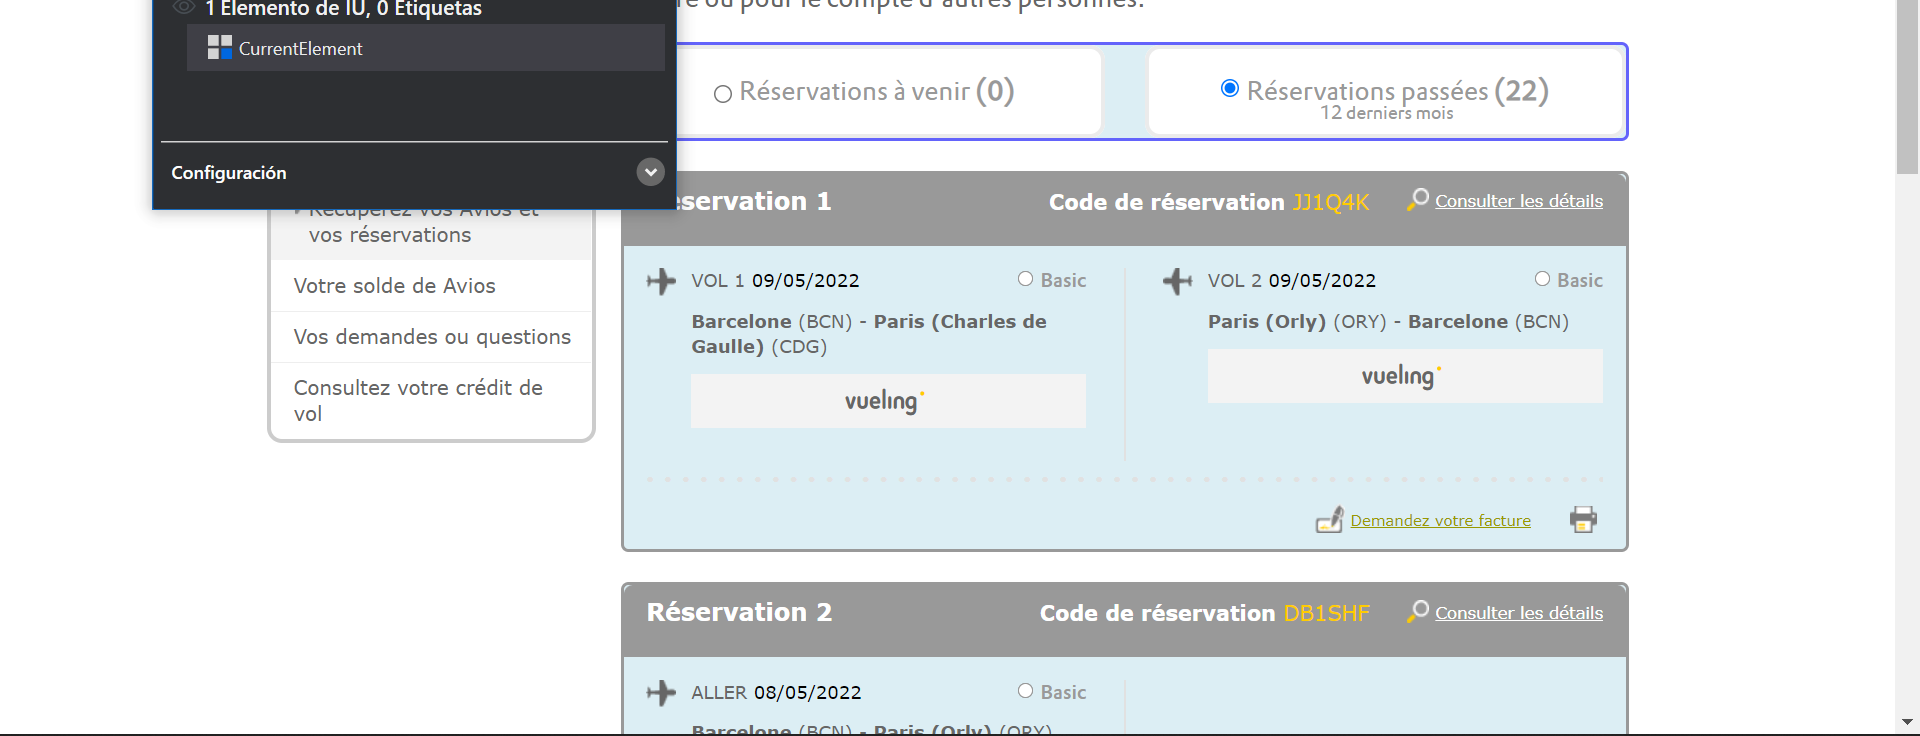 1 Elemento de IU, 0 Etiquetas
CurrentElement
Configuración
ou pour le compte d'autres personnes.
Réservations à venir (0)
Réservations passées (22)
12 derniers mois
Récupérez vos Avios et
vos réservations
Votre solde de Avios
Vos demandes ou questions
Consultez votre crédit de
vol
servation 1
Code de réservation JJ1Q4K
Consulter les détails
VOL 1 09/05/2022
Basic
Barcelone (BCN) - Paris (Charles de
Gaulle) (CDG)
vueling
VOL 2 09/05/2022
Basic
Paris (Orly) (ORY) - Barcelone (BCN)
vueling
Demandez votre facture
Réservation 2
Code de réservation DB1SHF
Consulter les détails
ALLER 08/05/2022
Basic
Barcelone (BCN) - Paris (Orly) (ORY)